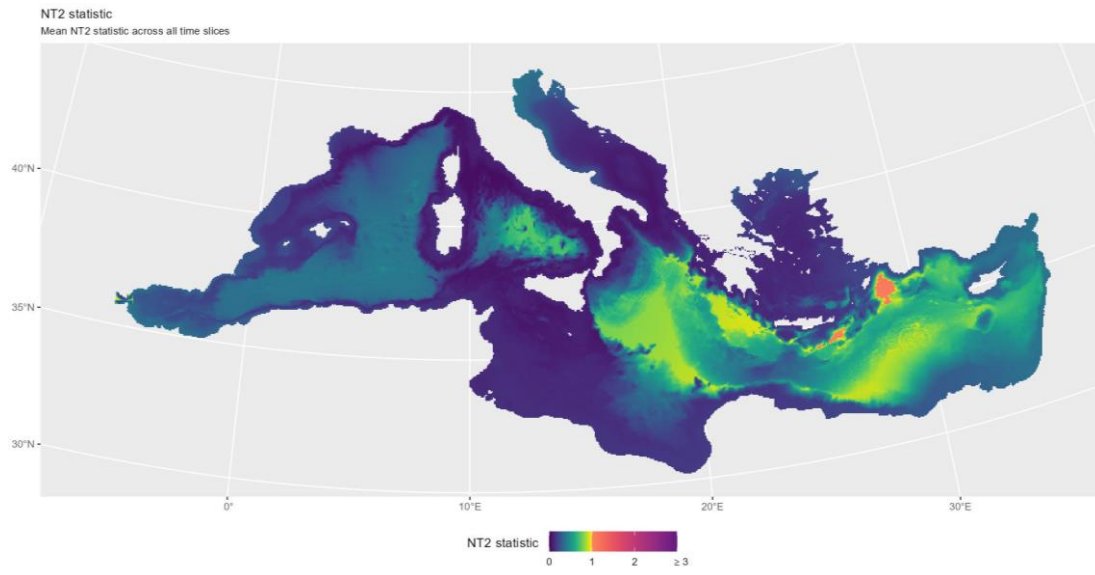 NT2 statistic
Mean NT2 statistic across all time slices
40°N
35°N
30°N
0°
10°E
20°E
30°E
NT2 statistic
0 1 2 ≥ 3